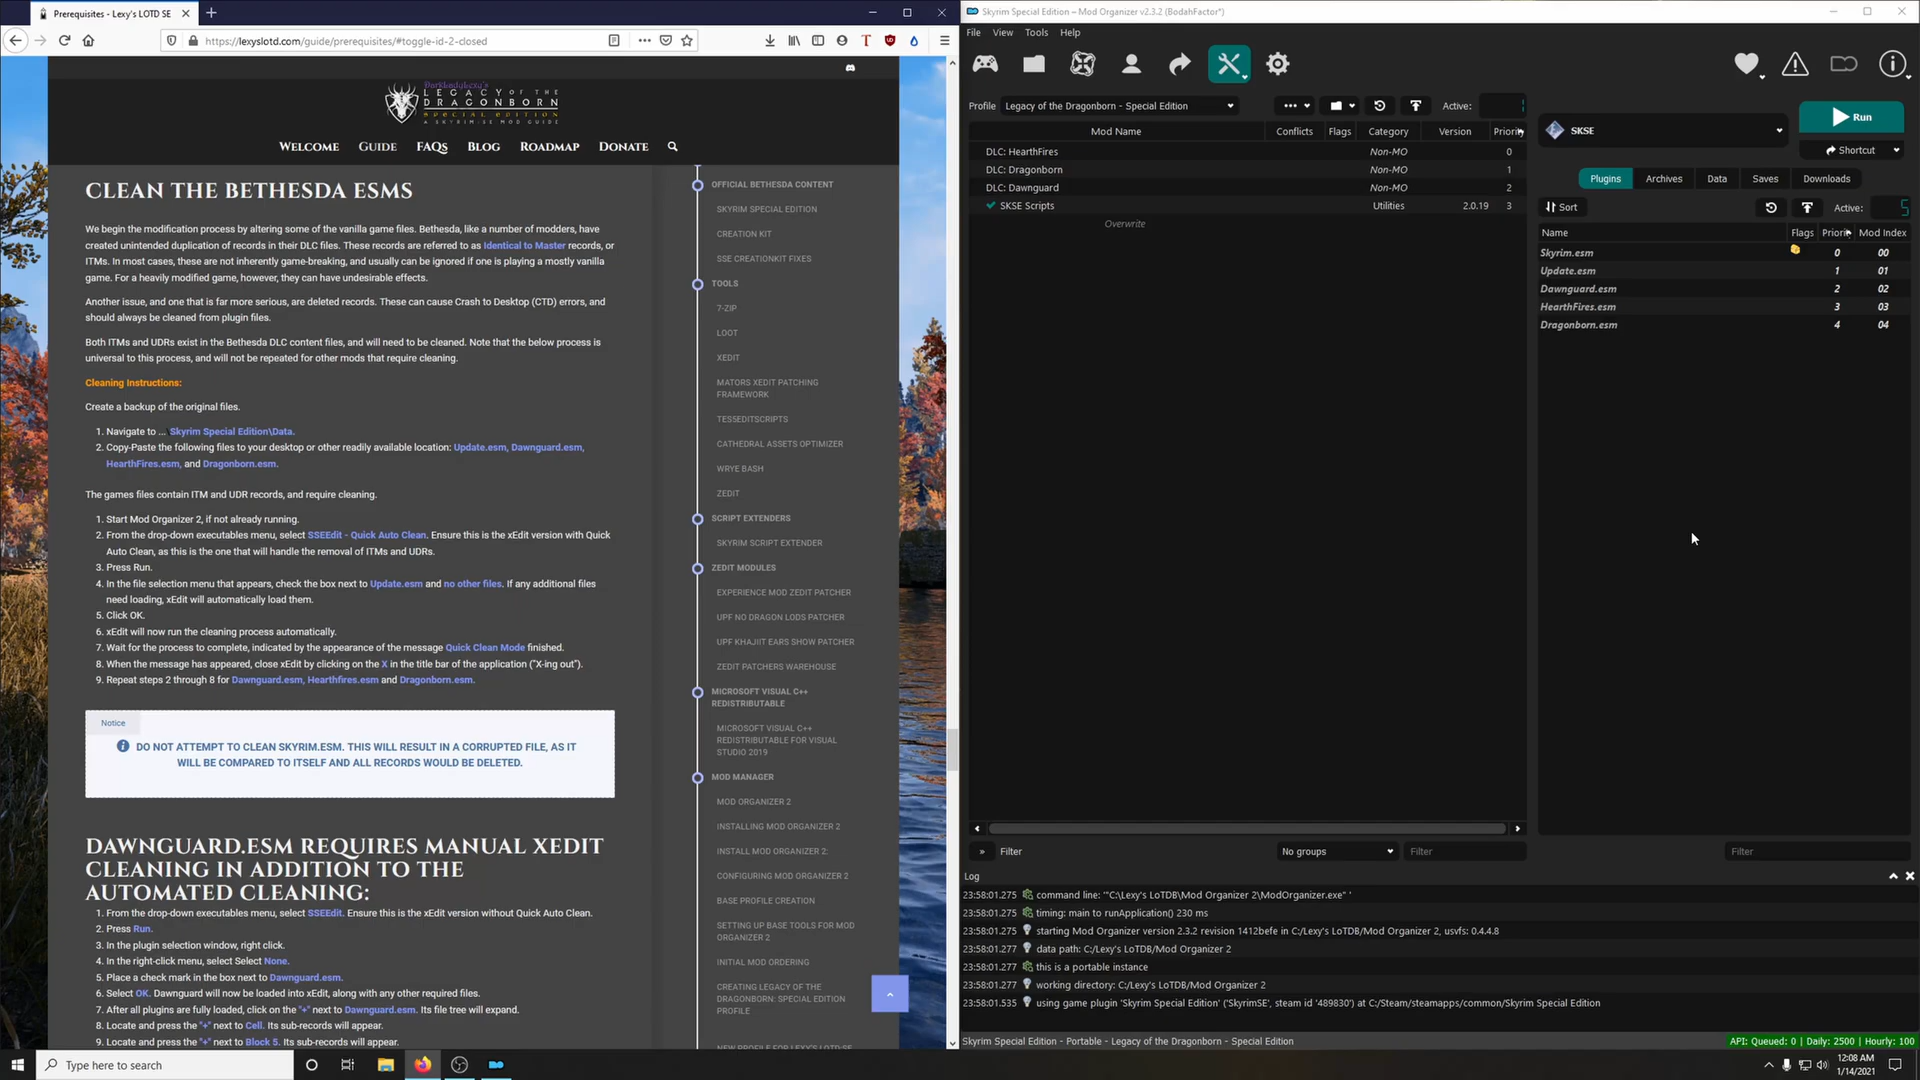 Prerequisites - Lexy's LOTD SE
https://lexyslotd.com/guide/prerequisites/#toggle-id-2-closed
DarkladyLexy's
LEGACY OF THE
DRAGONBORN
SPECIAL EDITION
A SKYRIM:SE MOD GUIDE
WELCOME GUIDE FAQS BLOG ROADMAP DONATE
CLEAN THE BETHESDA ESMS
We begin the modification process by altering some of the vanilla game files. Bethesda, like a number of modders, have
created unintended duplication of records in their DLC files. These records are referred to as Identical to Master records, or
ITMs. In most cases, these are not inherently game-breaking, and usually can be ignored if one is playing a mostly vanilla
game. For a heavily modified game, however, they can have undesirable effects.
Another issue, and one that is far more serious, are deleted records. These can cause Crash to Desktop (CTD) errors, and
should always be cleaned from plugin files.
Both ITMs and UDRs exist in the Bethesda DLC content files, and will need to be cleaned. Note that the below process is
universal to this process, and will not be repeated for other mods that require cleaning.
Cleaning Instructions:
Create a backup of the original files.
1. Navigate to ... Skyrim Special Edition\Data.
2. Copy-Paste the following files to your desktop or other readily available location: Update.esm, Dawnguard.esm,
HearthFires.esm, and Dragonborn.esm.
The games files contain ITM and UDR records, and require cleaning.
1. Start Mod Organizer 2, if not already running.
2. From the drop-down executables menu, select SSEEdit - Quick Auto Clean. Ensure this is the xEdit version with Quick
Auto Clean, as this is the one that will handle the removal of ITMs and UDRs.
3. Press Run.
4. In the file selection menu that appears, check the box next to Update.esm and no other files. If any additional files
need loading, xEdit will automatically load them.
5. Click OK.
6. xEdit will now run the cleaning process automatically.
7. Wait for the process to complete, indicated by the appearance of the message Quick Clean Mode finished.
8. When the message has appeared, close xEdit by clicking on the X in the title bar of the application ("X-ing out").
9. Repeat steps 2 through 8 for Dawnguard.esm, Hearthfires.esm and Dragonborn.esm.
Notice
DO NOT ATTEMPT TO CLEAN SKYRIM.ESM. THIS WILL RESULT IN A CORRUPTED FILE, AS IT
WILL BE COMPARED TO ITSELF AND ALL RECORDS WOULD BE DELETED.
DAWNGUARD.ESM REQUIRES MANUAL XEDIT
CLEANING IN ADDITION TO THE
AUTOMATED CLEANING:
1. From the drop-down executables menu, select SSEEdit. Ensure this is the xEdit version without Quick Auto Clean.
2. Press Run.
3. In the plugin selection window, right click.
4. In the right-click menu, select Select None.
5. Place a check mark in the box next to Dawnguard.esm.
6. Select OK. Dawnguard will now be loaded into xEdit, along with any other required files.
7. After all plugins are fully loaded, click on the "+" next to Dawnguard.esm. Its file tree will expand.
8. Locate and press the "+" next to Cell. Its sub-records will appear.
9. Locate and press the "+" next to Block 5. Its sub-records will appear.
OFFICIAL BETHESDA CONTENT
SKYRIM SPECIAL EDITION
CREATION KIT
SSE CREATIONKIT FIXES
TOOLS
7-ZIP
LOOT
XEDIT
MATORS XEDIT PATCHING
FRAMEWORK
TES5EDITSCRIPTS
CATHEDRAL ASSETS OPTIMIZER
WRYE BASH
ZEDIT
SCRIPT EXTENDERS
SKYRIM SCRIPT EXTENDER
ZEDIT MODULES
EXPERIENCE MOD ZEDIT PATCHER
UPF NO DRAGON LODS PATCHER
UPF KHAJIIT EARS SHOW PATCHER
ZEDIT PATCHERS WAREHOUSE
MICROSOFT VISUAL C++
REDISTRIBUTABLE
MICROSOFT VISUAL C++
REDISTRIBUTABLE FOR VISUAL
STUDIO 2019
MOD MANAGER
MOD ORGANIZER 2
INSTALLING MOD ORGANIZER 2
INSTALL MOD ORGANIZER 2:
CONFIGURING MOD ORGANIZER 2
BASE PROFILE CREATION
SETTING UP BASE TOOLS FOR MOD
ORGANIZER 2
INITIAL MOD ORDERING
CREATING LEGACY OF THE
DRAGONBORN: SPECIAL EDITION
PROFILE
NEW PROFILE FOR LEXY'S LOTD SE
Skyrim Special Edition – Mod Organizer v2.3.2 (BodahFactor*)
File View Tools Help
Profile Legacy of the Dragonborn - Special Edition Active: 1
Mod Name Conflicts Flags Category Version Priority
DLC: HearthFires Non-MO 0
DLC: Dragonborn Non-MO 1
DLC: Dawnguard Non-MO 2
SKSE Scripts Utilities 2.0.19 3
Overwrite
SKSE Run
Shortcut
Plugins Archives Data Saves Downloads
Sort Active: 5
Name Flags Priority Mod Index
Skyrim.esm 0 00
Update.esm 1 01
Dawnguard.esm 2 02
HearthFires.esm 3 03
Dragonborn.esm 4 04
» Filter No groups Filter Filter
Log
23:58:01.275 command line: '"C:\Lexy's LoTDB\Mod Organizer 2\ModOrganizer.exe" '
23:58:01.275 timing: main to runApplication() 230 ms
23:58:01.275 starting Mod Organizer version 2.3.2 revision 1412befe in C:/Lexy's LoTDB/Mod Organizer 2, usvfs: 0.4.4.8
23:58:01.277 data path: C:/Lexy's LoTDB/Mod Organizer 2
23:58:01.277 this is a portable instance
23:58:01.277 working directory: C:/Lexy's LoTDB/Mod Organizer 2
23:58:01.535 using game plugin 'Skyrim Special Edition' ('SkyrimSE', steam id '489830') at C:/Steam/steamapps/common/Skyrim Special Edition
Skyrim Special Edition - Portable - Legacy of the Dragonborn - Special Edition API: Queued: 0 | Daily: 2500 | Hourly: 100
Type here to search
12:08 AM
1/14/2021